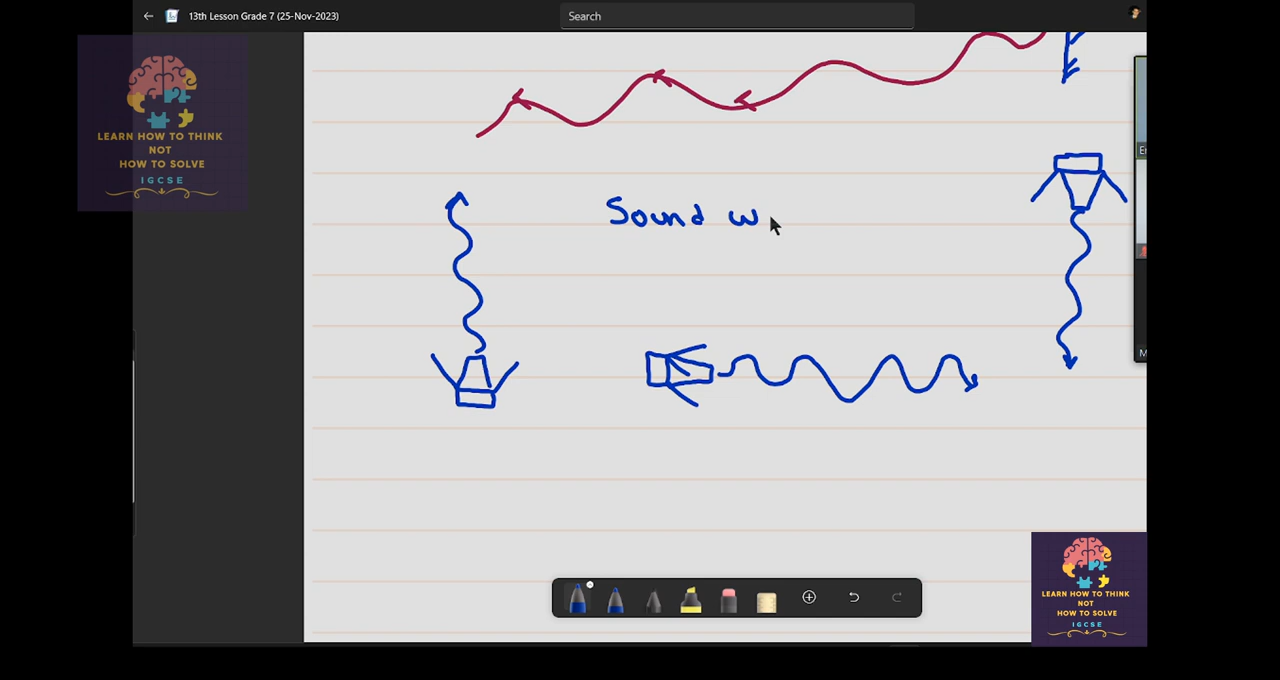 13th Lesson Grade 7 (25-Nov-2023)
Search
LEARN HOW TO THINK
NOT
HOW TO SOLVE
IGCSE
Sound w
LEARN HOW TO THINK
NOT
HOW TO SOLVE
IGCSE